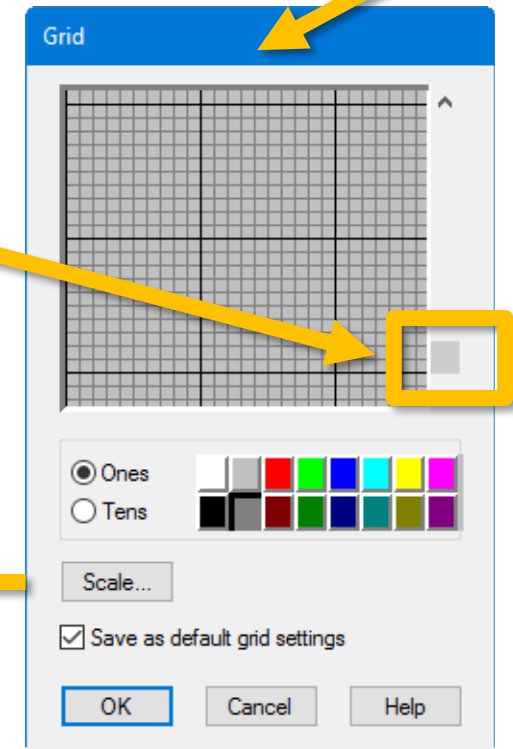 Grid
Ones
Tens
Scale...
Save as default grid settings
OK
Cancel
Help